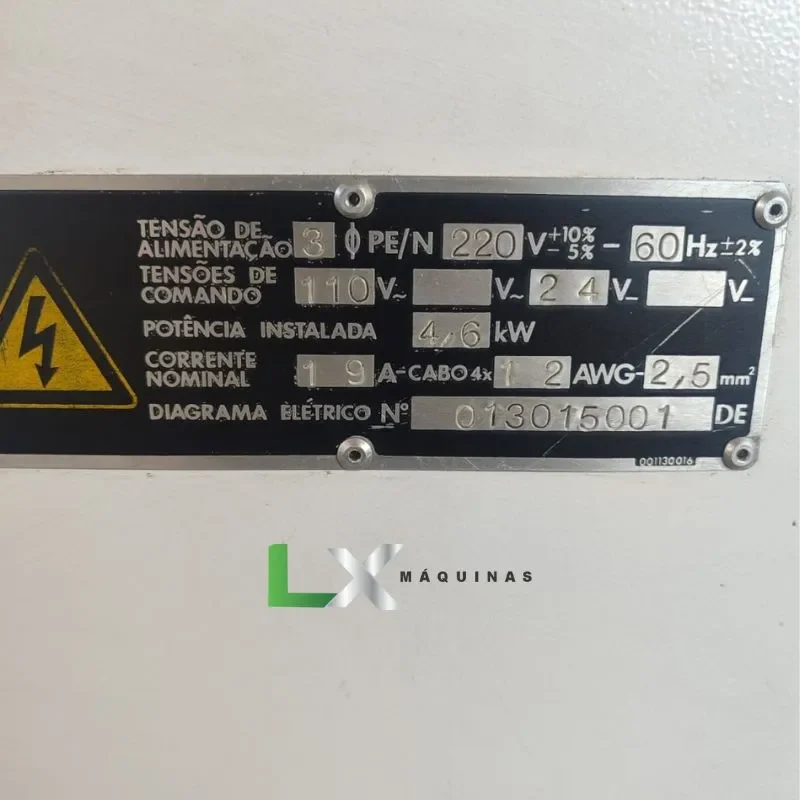 TENSÃO DE
ALIMENTAÇÃO 3 ϕ PE/N 220 V +10% -5% - 60 Hz ±2%
TENSÕES DE
COMANDO 110 V~ V~ 24 V- V-
POTÊNCIA INSTALADA 4,6 kW
CORRENTE
NOMINAL 19 A-CABO 4x 12 AWG-2,5 mm²
DIAGRAMA ELÉTRICO Nº 013015001 DE
001130016
LX MÁQUINAS